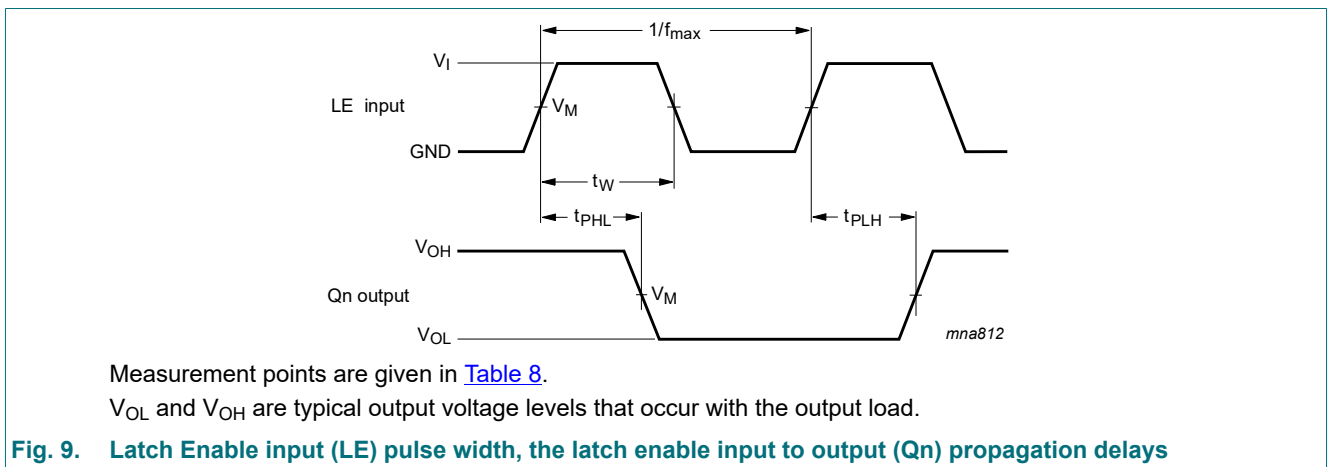 1/fmax
VI
LE input
VM
GND
tW
tPHL
tPLH
VOH
Qn output
VM
VOL
mna812
Measurement points are given in Table 8.
VOL and VOH are typical output voltage levels that occur with the output load.
Fig. 9. Latch Enable input (LE) pulse width, the latch enable input to output (Qn) propagation delays